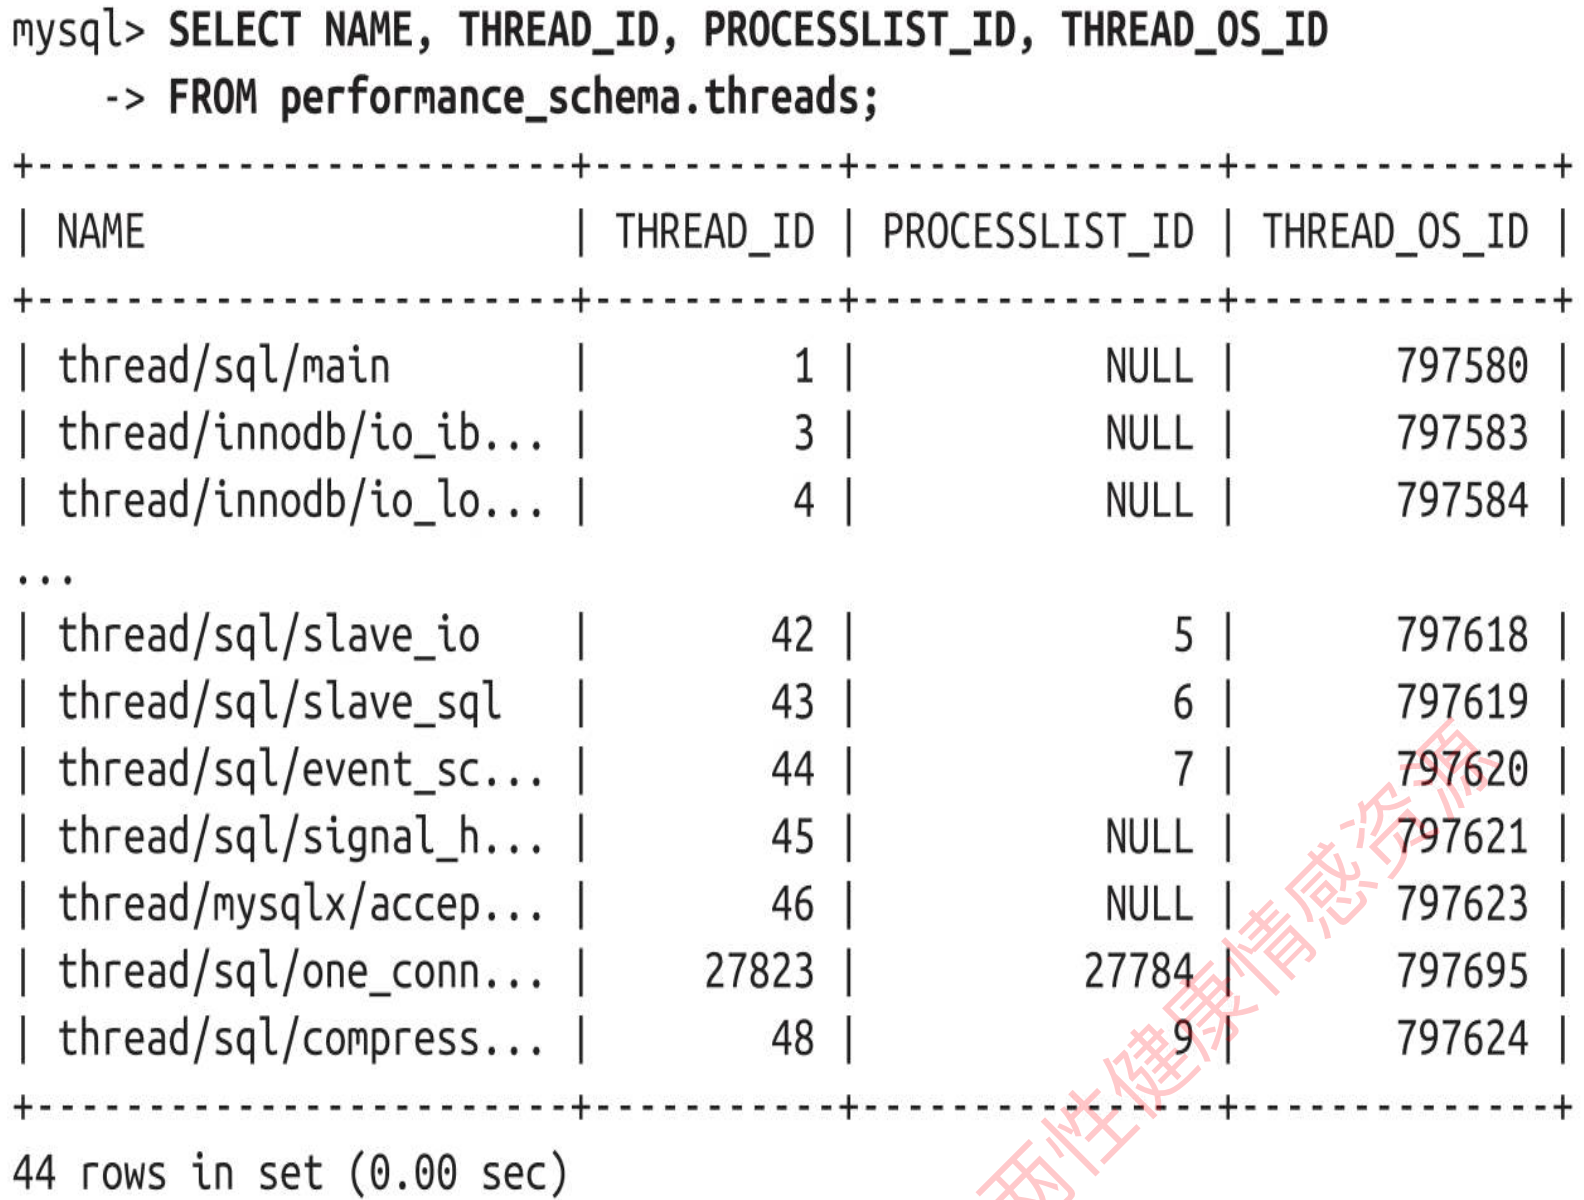 mysql> SELECT NAME, THREAD_ID, PROCESSLIST_ID, THREAD_OS_ID
    -> FROM performance_schema.threads;
+------------------------+-----------+----------------+--------------+
| NAME                   | THREAD_ID | PROCESSLIST_ID | THREAD_OS_ID |
+------------------------+-----------+----------------+--------------+
| thread/sql/main        |         1 |           NULL |       797580 |
| thread/innodb/io_ib... |         3 |           NULL |       797583 |
| thread/innodb/io_lo... |         4 |           NULL |       797584 |
...
| thread/sql/slave_io    |        42 |              5 |       797618 |
| thread/sql/slave_sql   |        43 |              6 |       797619 |
| thread/sql/event_sc... |        44 |              7 |       797620 |
| thread/sql/signal_h... |        45 |           NULL |       797621 |
| thread/mysqlx/accep... |        46 |           NULL |       797623 |
| thread/sql/one_conn... |     27823 |          27784 |       797695 |
| thread/sql/compress... |        48 |              9 |       797624 |
+------------------------+-----------+----------------+--------------+
44 rows in set (0.00 sec)
两性健康情感资源